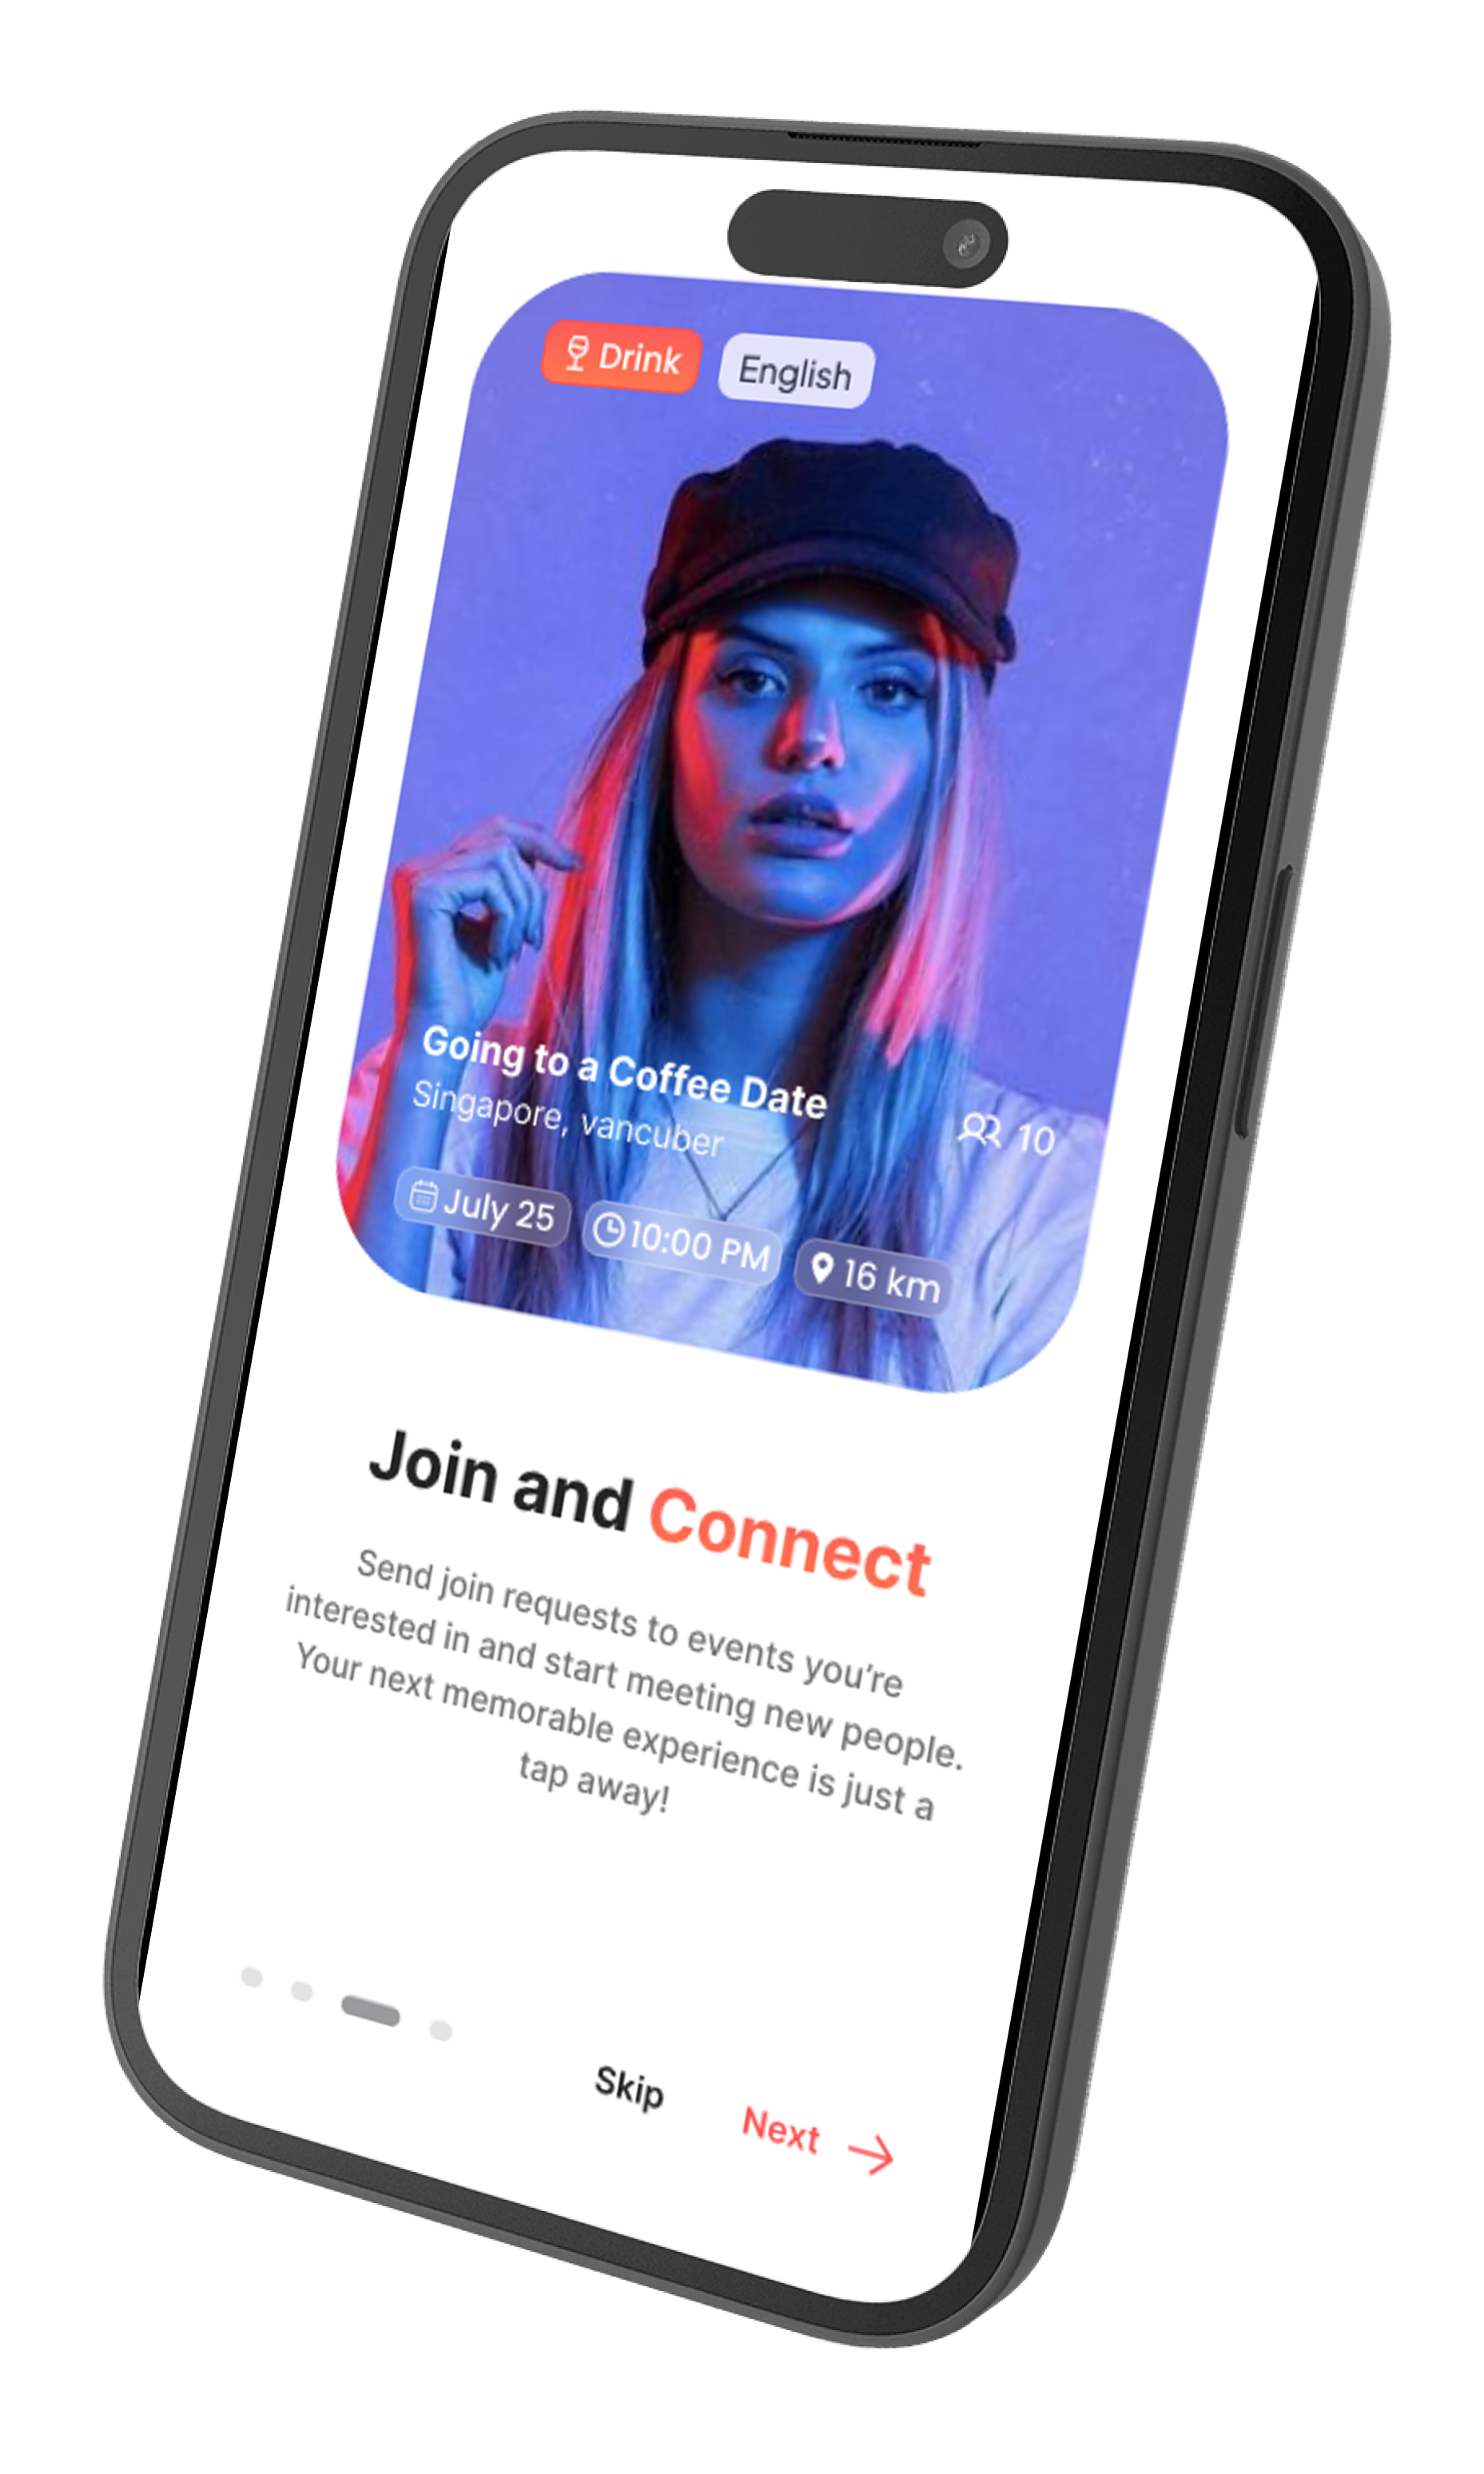 Drink English
Going to a Coffee Date
Singapore, vancuber
10
July 25 10:00 PM 16 km
Join and Connect
Send join requests to events you’re
interested in and start meeting new people.
Your next memorable experience is just a
tap away!
Skip Next